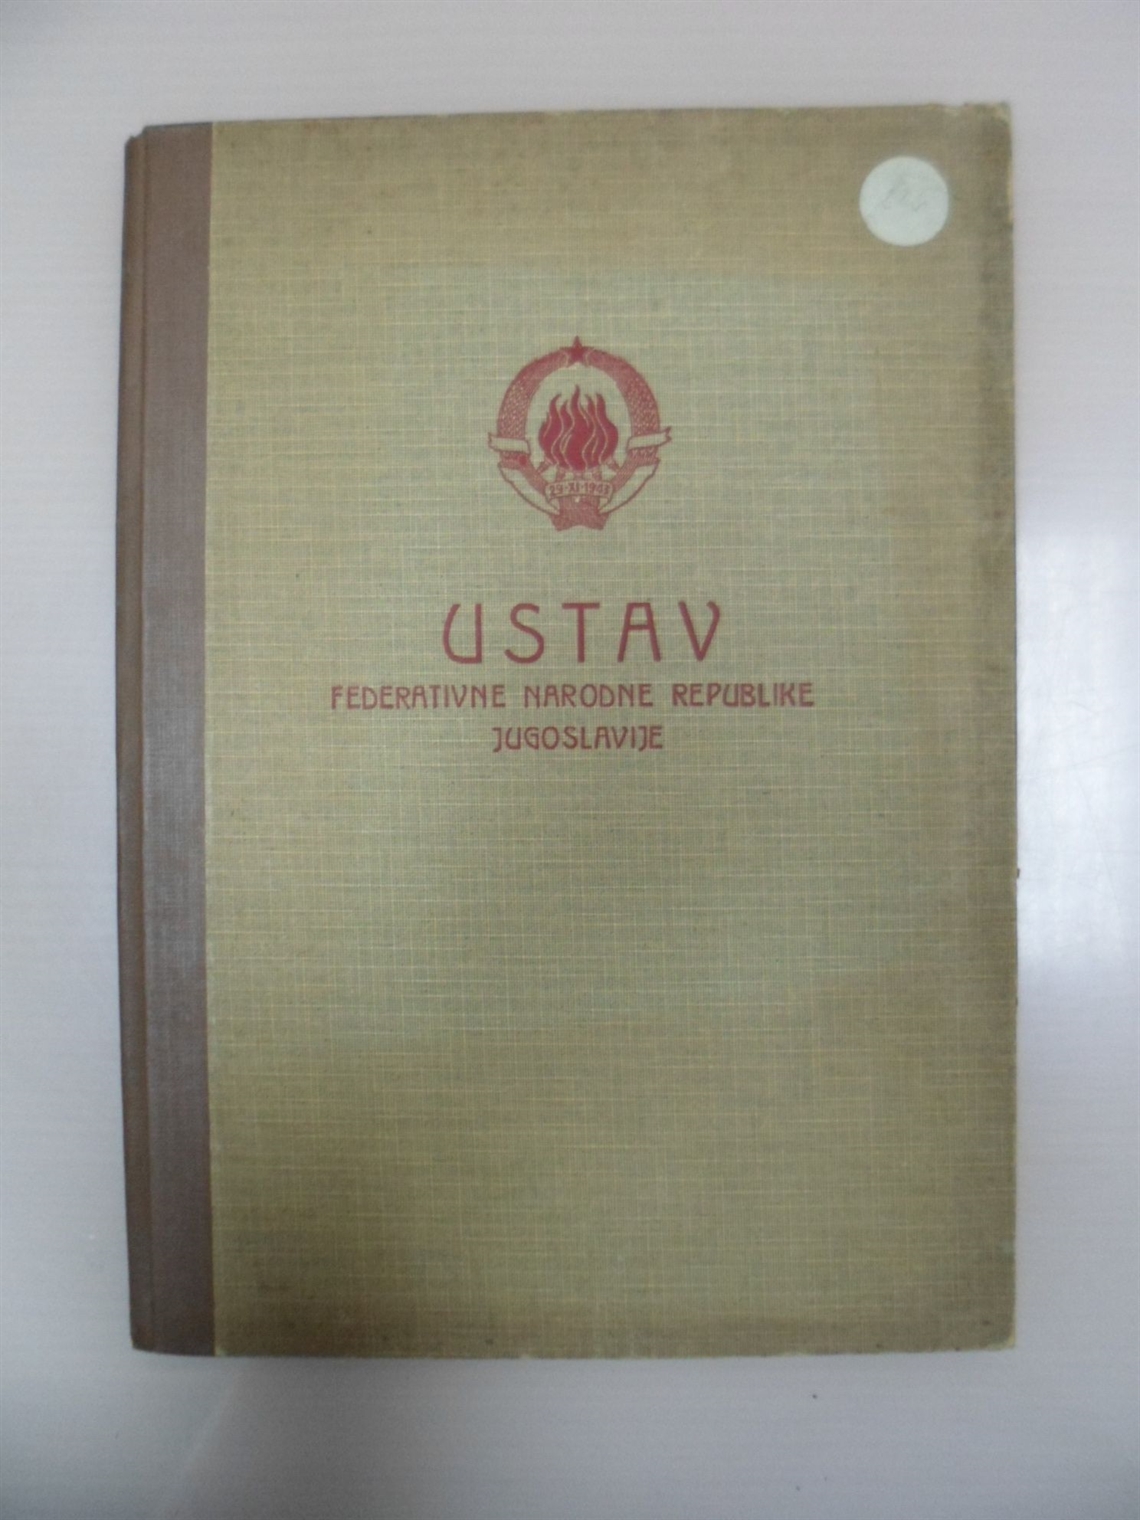 29·XI·1943
USTAV
FEDERATIVNE NARODNE REPUBLIKE
JUGOSLAVIJE